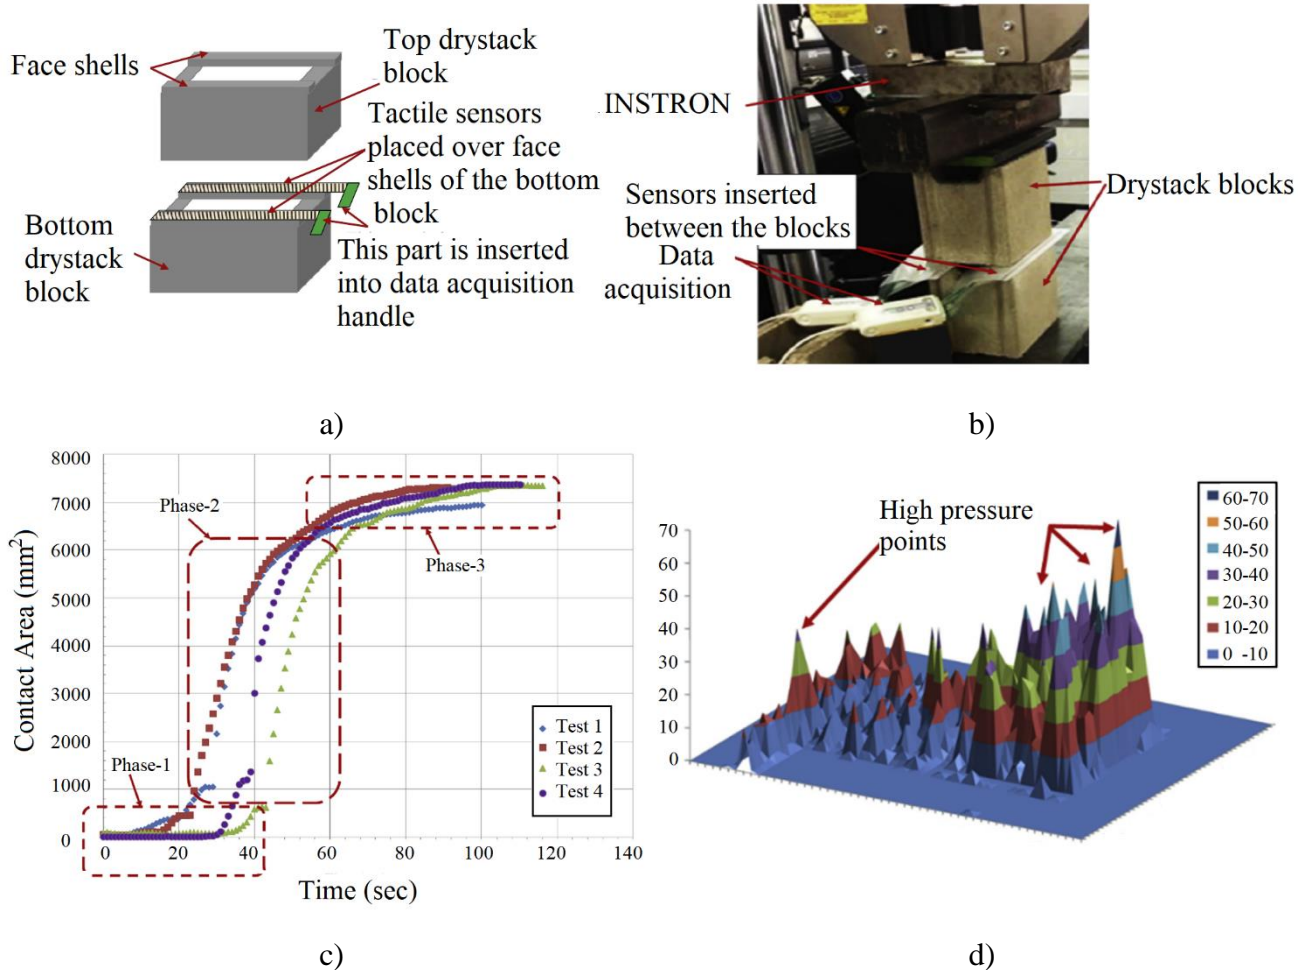 Face shells
Top drystack
block
Tactile sensors
placed over face
shells of the bottom
block
Bottom
drystack
block
This part is inserted
into data acquisition
handle
a)
INSTRON
Sensors inserted
between the blocks
Data
acquisition
Drystack blocks
b)
8000
7000
6000
5000
4000
3000
2000
1000
0
Contact Area (mm²)
Phase-2
Phase-1
Phase-3
Test 1
Test 2
Test 3
Test 4
0
20
40
60
80
100
120
140
Time (sec)
c)
High pressure
points
70
60
50
40
30
20
10
0
60-70
50-60
40-50
30-40
20-30
10-20
0 -10
d)